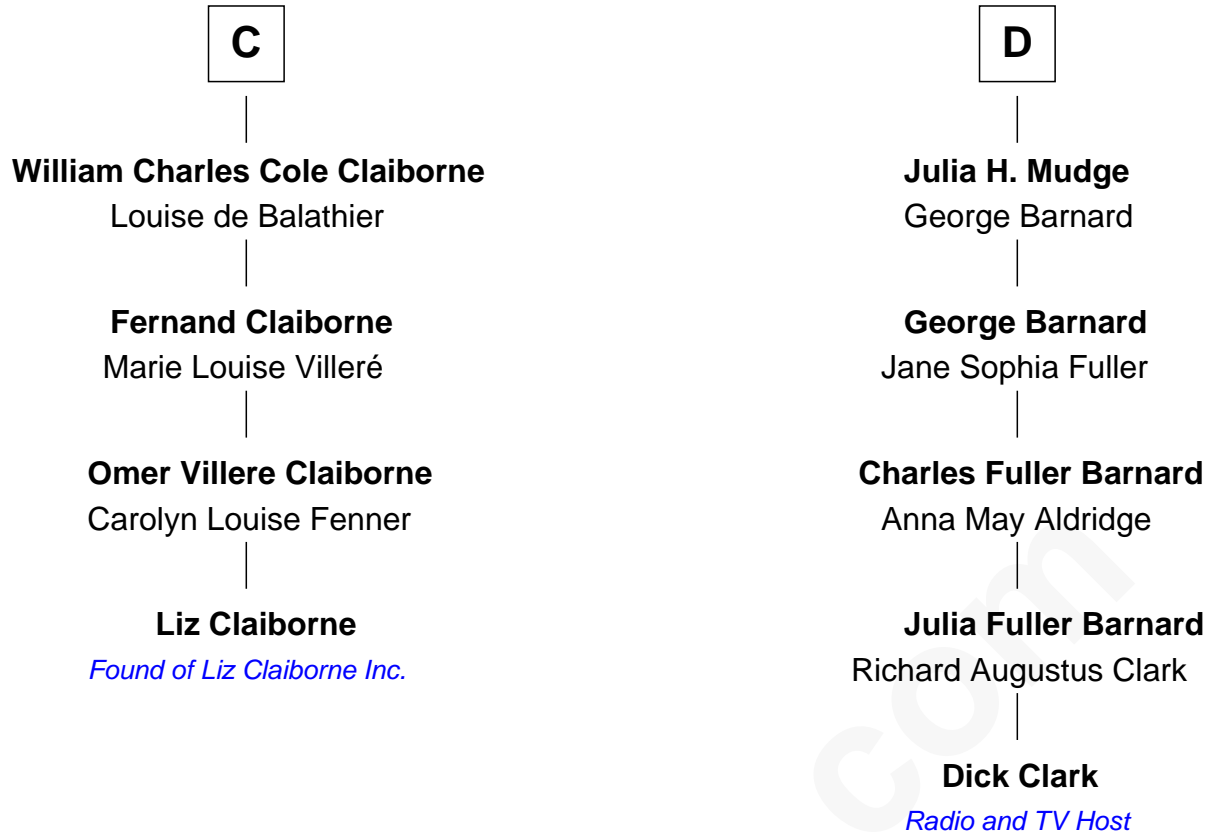 C
William Charles Cole Claiborne
Louise de Balathier
Fernand Claiborne
Marie Louise Villeré
Omer Villere Claiborne
Carolyn Louise Fenner
Liz Claiborne
Found of Liz Claiborne Inc.
D
Julia H. Mudge
George Barnard
George Barnard
Jane Sophia Fuller
Charles Fuller Barnard
Anna May Aldridge
Julia Fuller Barnard
Richard Augustus Clark
Dick Clark
Radio and TV Host
com